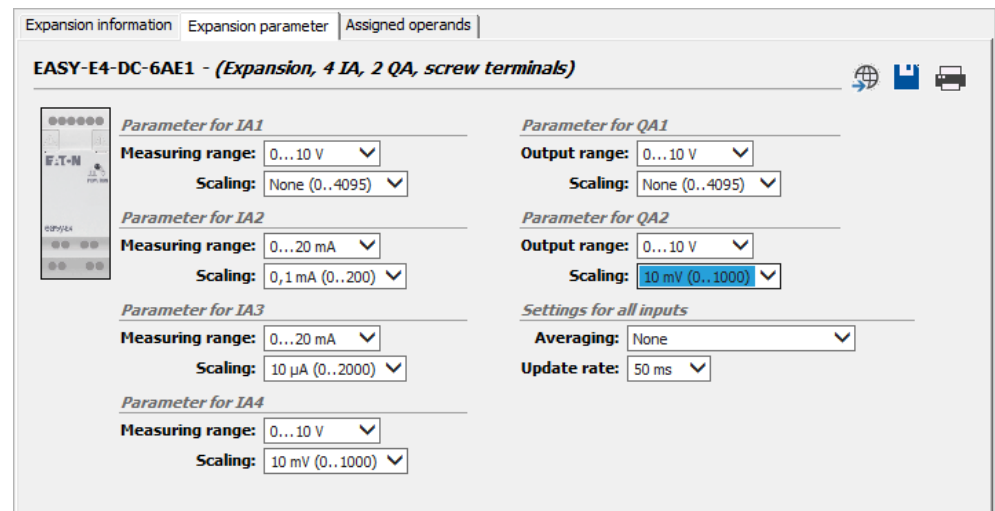 Expansion information Expansion parameter Assigned operands
EASY-E4-DC-6AE1 - (Expansion, 4 IA, 2 QA, screw terminals)
Parameter for IA1
Measuring range: 0...10 V
Scaling: None (0..4095)
Parameter for IA2
Measuring range: 0...20 mA
Scaling: 0,1 mA (0..200)
Parameter for IA3
Measuring range: 0...20 mA
Scaling: 10 µA (0..2000)
Parameter for IA4
Measuring range: 0...10 V
Scaling: 10 mV (0..1000)
Parameter for QA1
Output range: 0...10 V
Scaling: None (0..4095)
Parameter for QA2
Output range: 0...10 V
Scaling: 10 mV (0..1000)
Settings for all inputs
Averaging: None
Update rate: 50 ms
E:T•N